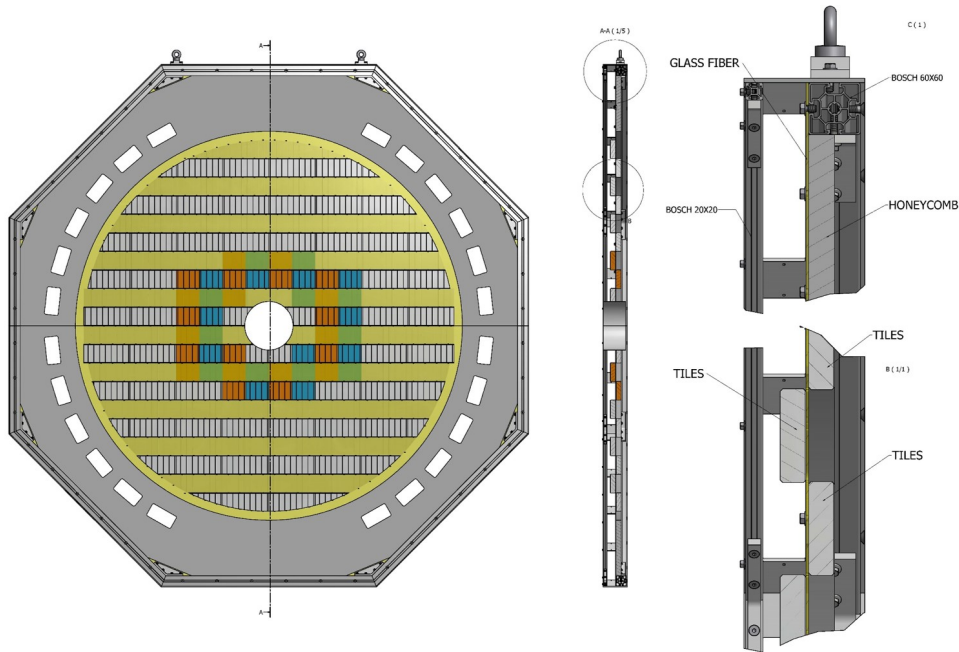 A
A-A ( 1/5 )
C ( 1 )
GLASS FIBER
BOSCH 60X60
HONEYCOMB
BOSCH 20X20
B
TILES
B ( 1/1 )
TILES
TILES
A